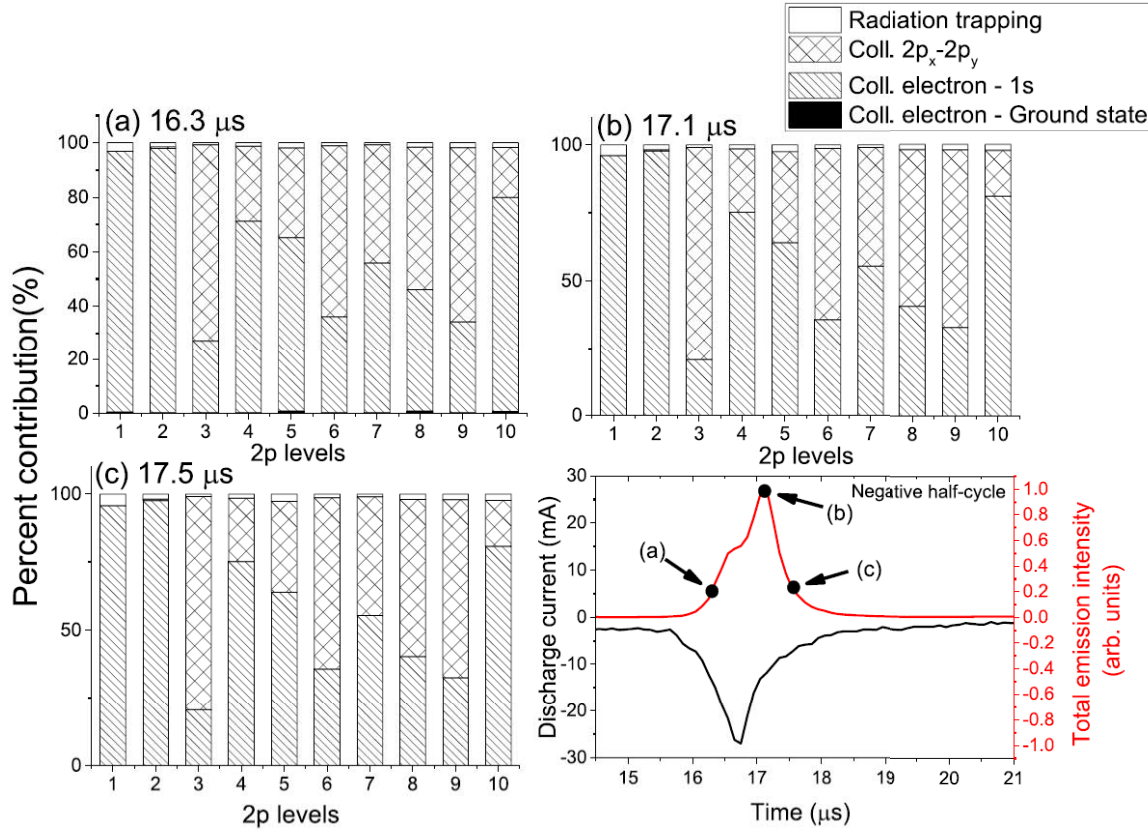 Radiation trapping
Coll. 2pₓ-2p_y
Coll. electron - 1s
Coll. electron - Ground state
Percent contribution(%)
(a) 16.3 μs
100
80
60
40
20
0
1 2 3 4 5 6 7 8 9 10
2p levels
(b) 17.1 μs
100
50
0
1 2 3 4 5 6 7 8 9 10
2p levels
(c) 17.5 μs
100
50
0
1 2 3 4 5 6 7 8 9 10
2p levels
Negative half-cycle
(a)
(b)
(c)
Discharge current (mA)
30
20
10
0
-10
-20
-30
15 16 17 18 19 20 21
Time (μs)
1.0
0.8
0.6
0.4
0.2
0.0
-0.2
-0.4
-0.6
-0.8
-1.0
Total emission intensity
(arb. units)